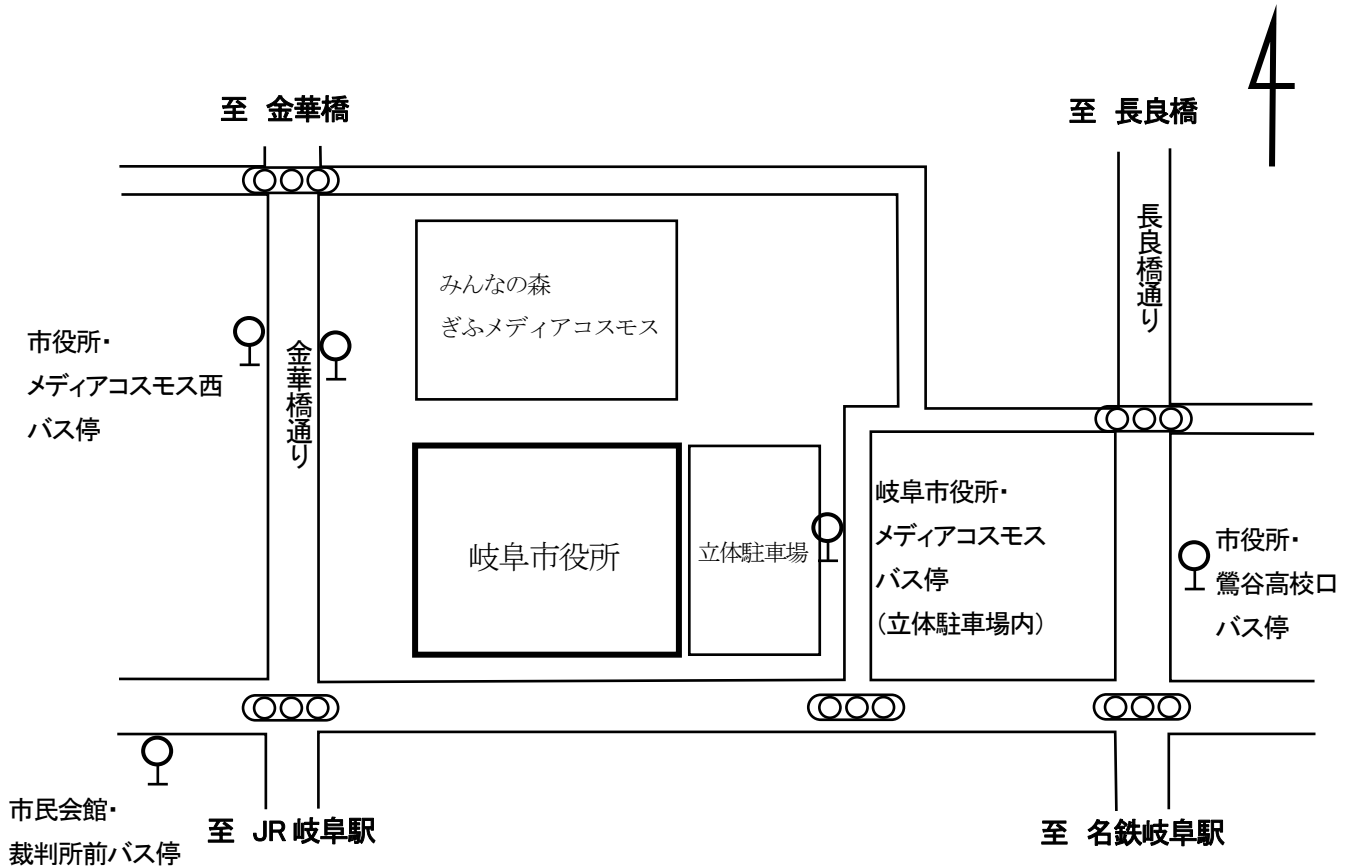 至 金華橋
至 長良橋
長良橋通り
みんなの森
ぎふメディアコスモス
市役所・
メディアコスモス西
バス停
金華橋通り
岐阜市役所
立体駐車場
岐阜市役所・
メディアコスモス
バス停
(立体駐車場内)
市役所・
鶯谷高校口
バス停
市民会館・
裁判所前バス停
至 JR岐阜駅
至 名鉄岐阜駅